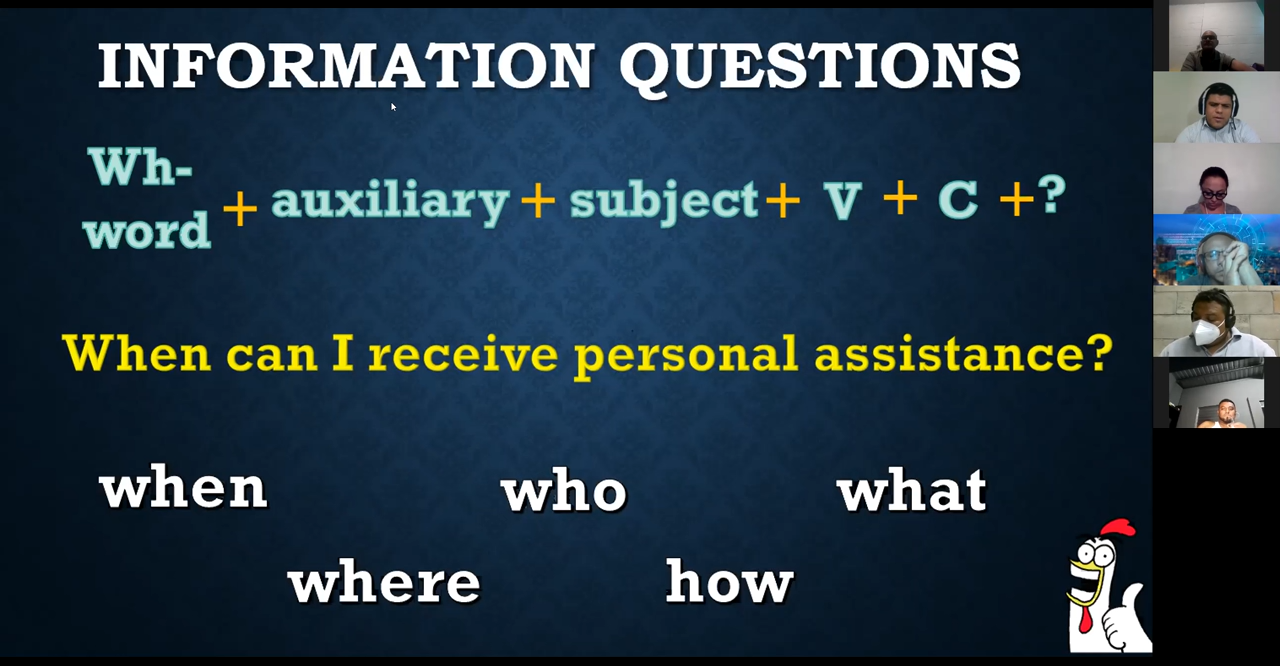 INFORMATION QUESTIONS
Wh-word + auxiliary + subject + V + C + ?
When can I receive personal assistance?
when who what
where how